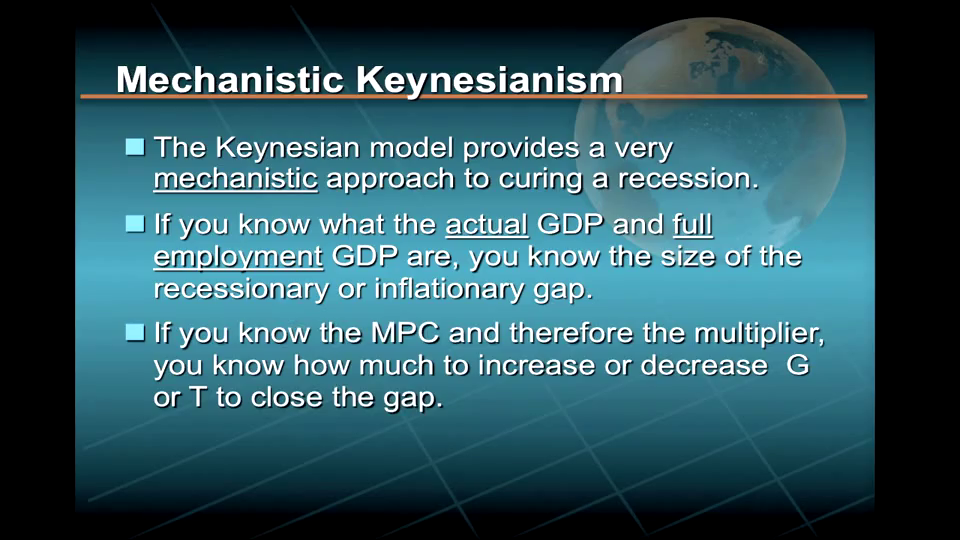 Mechanistic Keynesianism
The Keynesian model provides a very
mechanistic approach to curing a recession.
If you know what the actual GDP and full
employment GDP are, you know the size of the
recessionary or inflationary gap.
If you know the MPC and therefore the multiplier,
you know how much to increase or decrease  G
or T to close the gap.